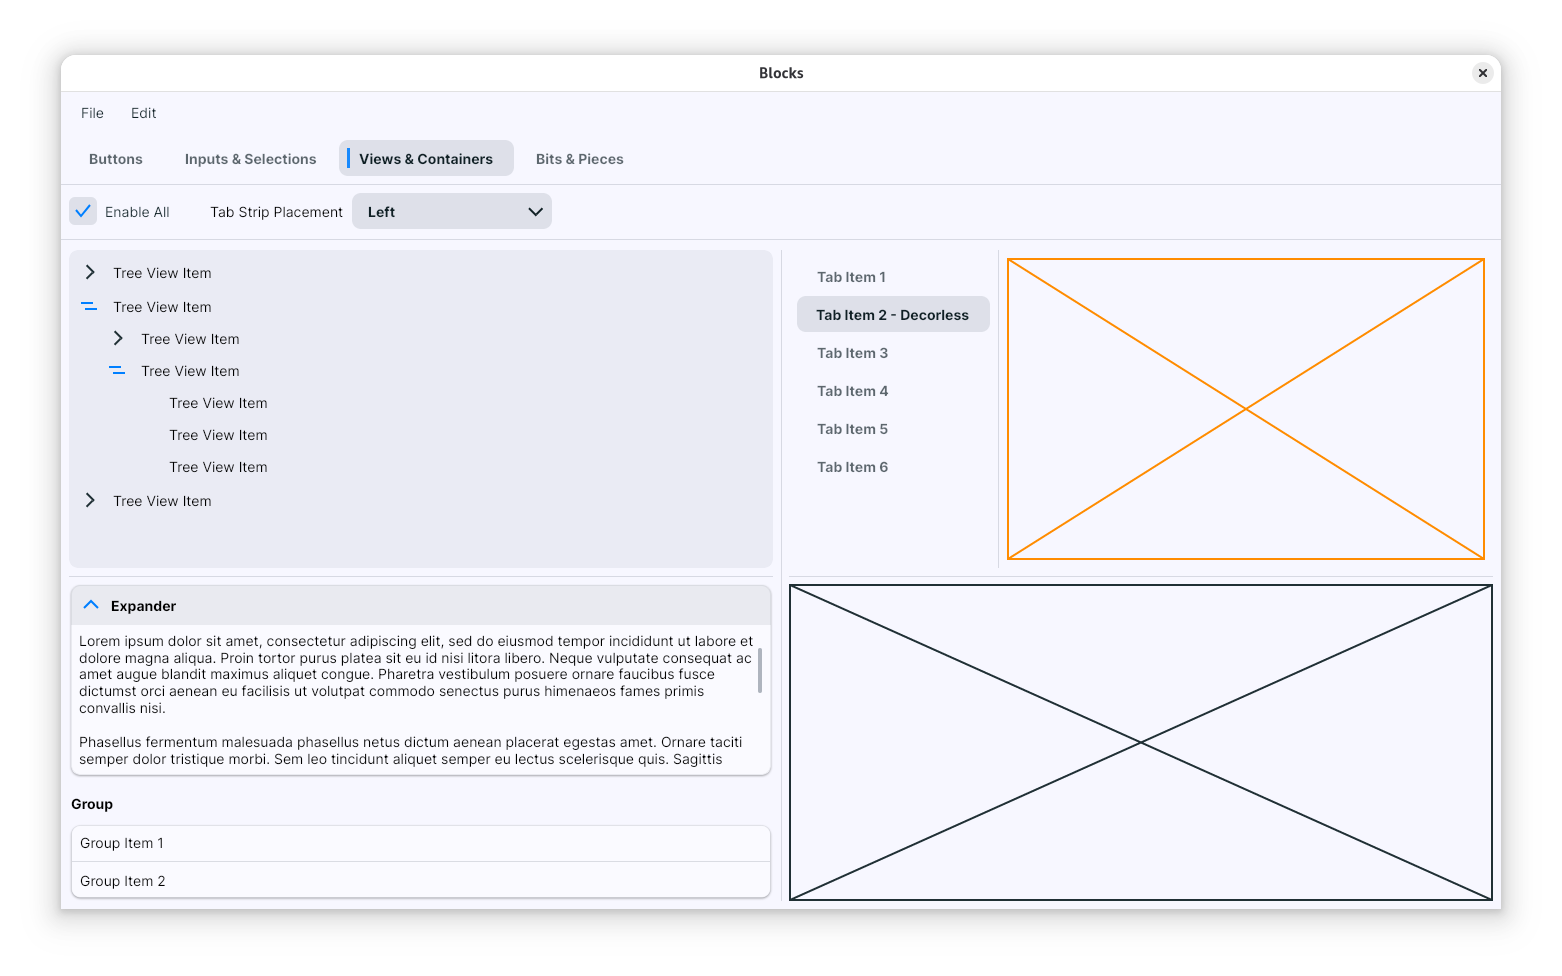 Blocks
File Edit
Buttons Inputs & Selections Views & Containers Bits & Pieces
Enable All Tab Strip Placement Left
Tree View Item
Tree View Item
Tree View Item
Tree View Item
Tree View Item
Tree View Item
Tree View Item
Tree View Item
Tab Item 1
Tab Item 2 - Decorless
Tab Item 3
Tab Item 4
Tab Item 5
Tab Item 6
Expander
Lorem ipsum dolor sit amet, consectetur adipiscing elit, sed do eiusmod tempor incididunt ut labore et
dolore magna aliqua. Proin tortor purus platea sit eu id nisi litora libero. Neque vulputate consequat ac
amet augue blandit maximus aliquet congue. Pharetra vestibulum posuere ornare faucibus fusce
dictumst orci aenean eu facilisis ut volutpat commodo senectus purus himenaeos fames primis
convallis nisi.
Phasellus fermentum malesuada phasellus netus dictum aenean placerat egestas amet. Ornare taciti
semper dolor tristique morbi. Sem leo tincidunt aliquet semper eu lectus scelerisque quis. Sagittis
Group
Group Item 1
Group Item 2